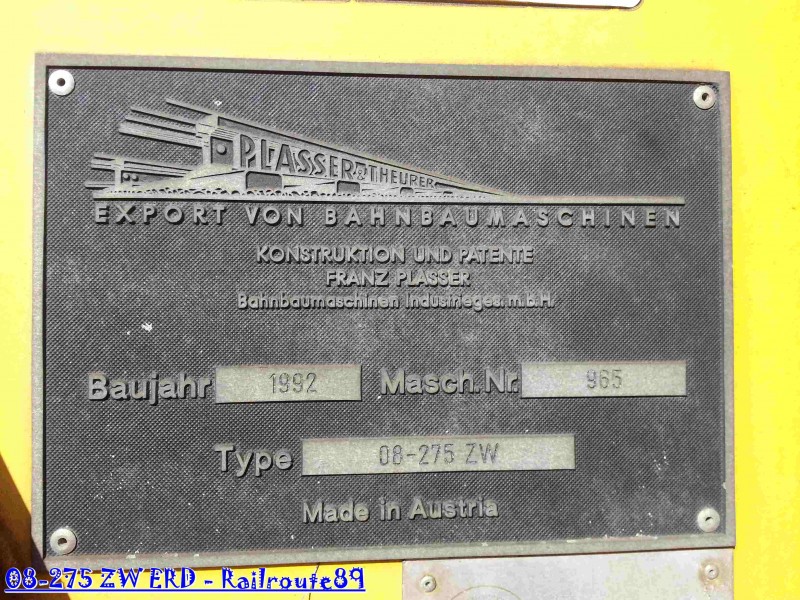 PLASSER & THEURER
EXPORT VON BAHNBAUMASCHINEN
KONSTRUKTION UND PATENTE
FRANZ PLASSER
Bahnbaumaschinen Industrieges.m.b.H.
Baujahr 1992 Masch.Nr. 965
Type 08-275 ZW
Made in Austria
08-275 ZW ERD - Railroute89